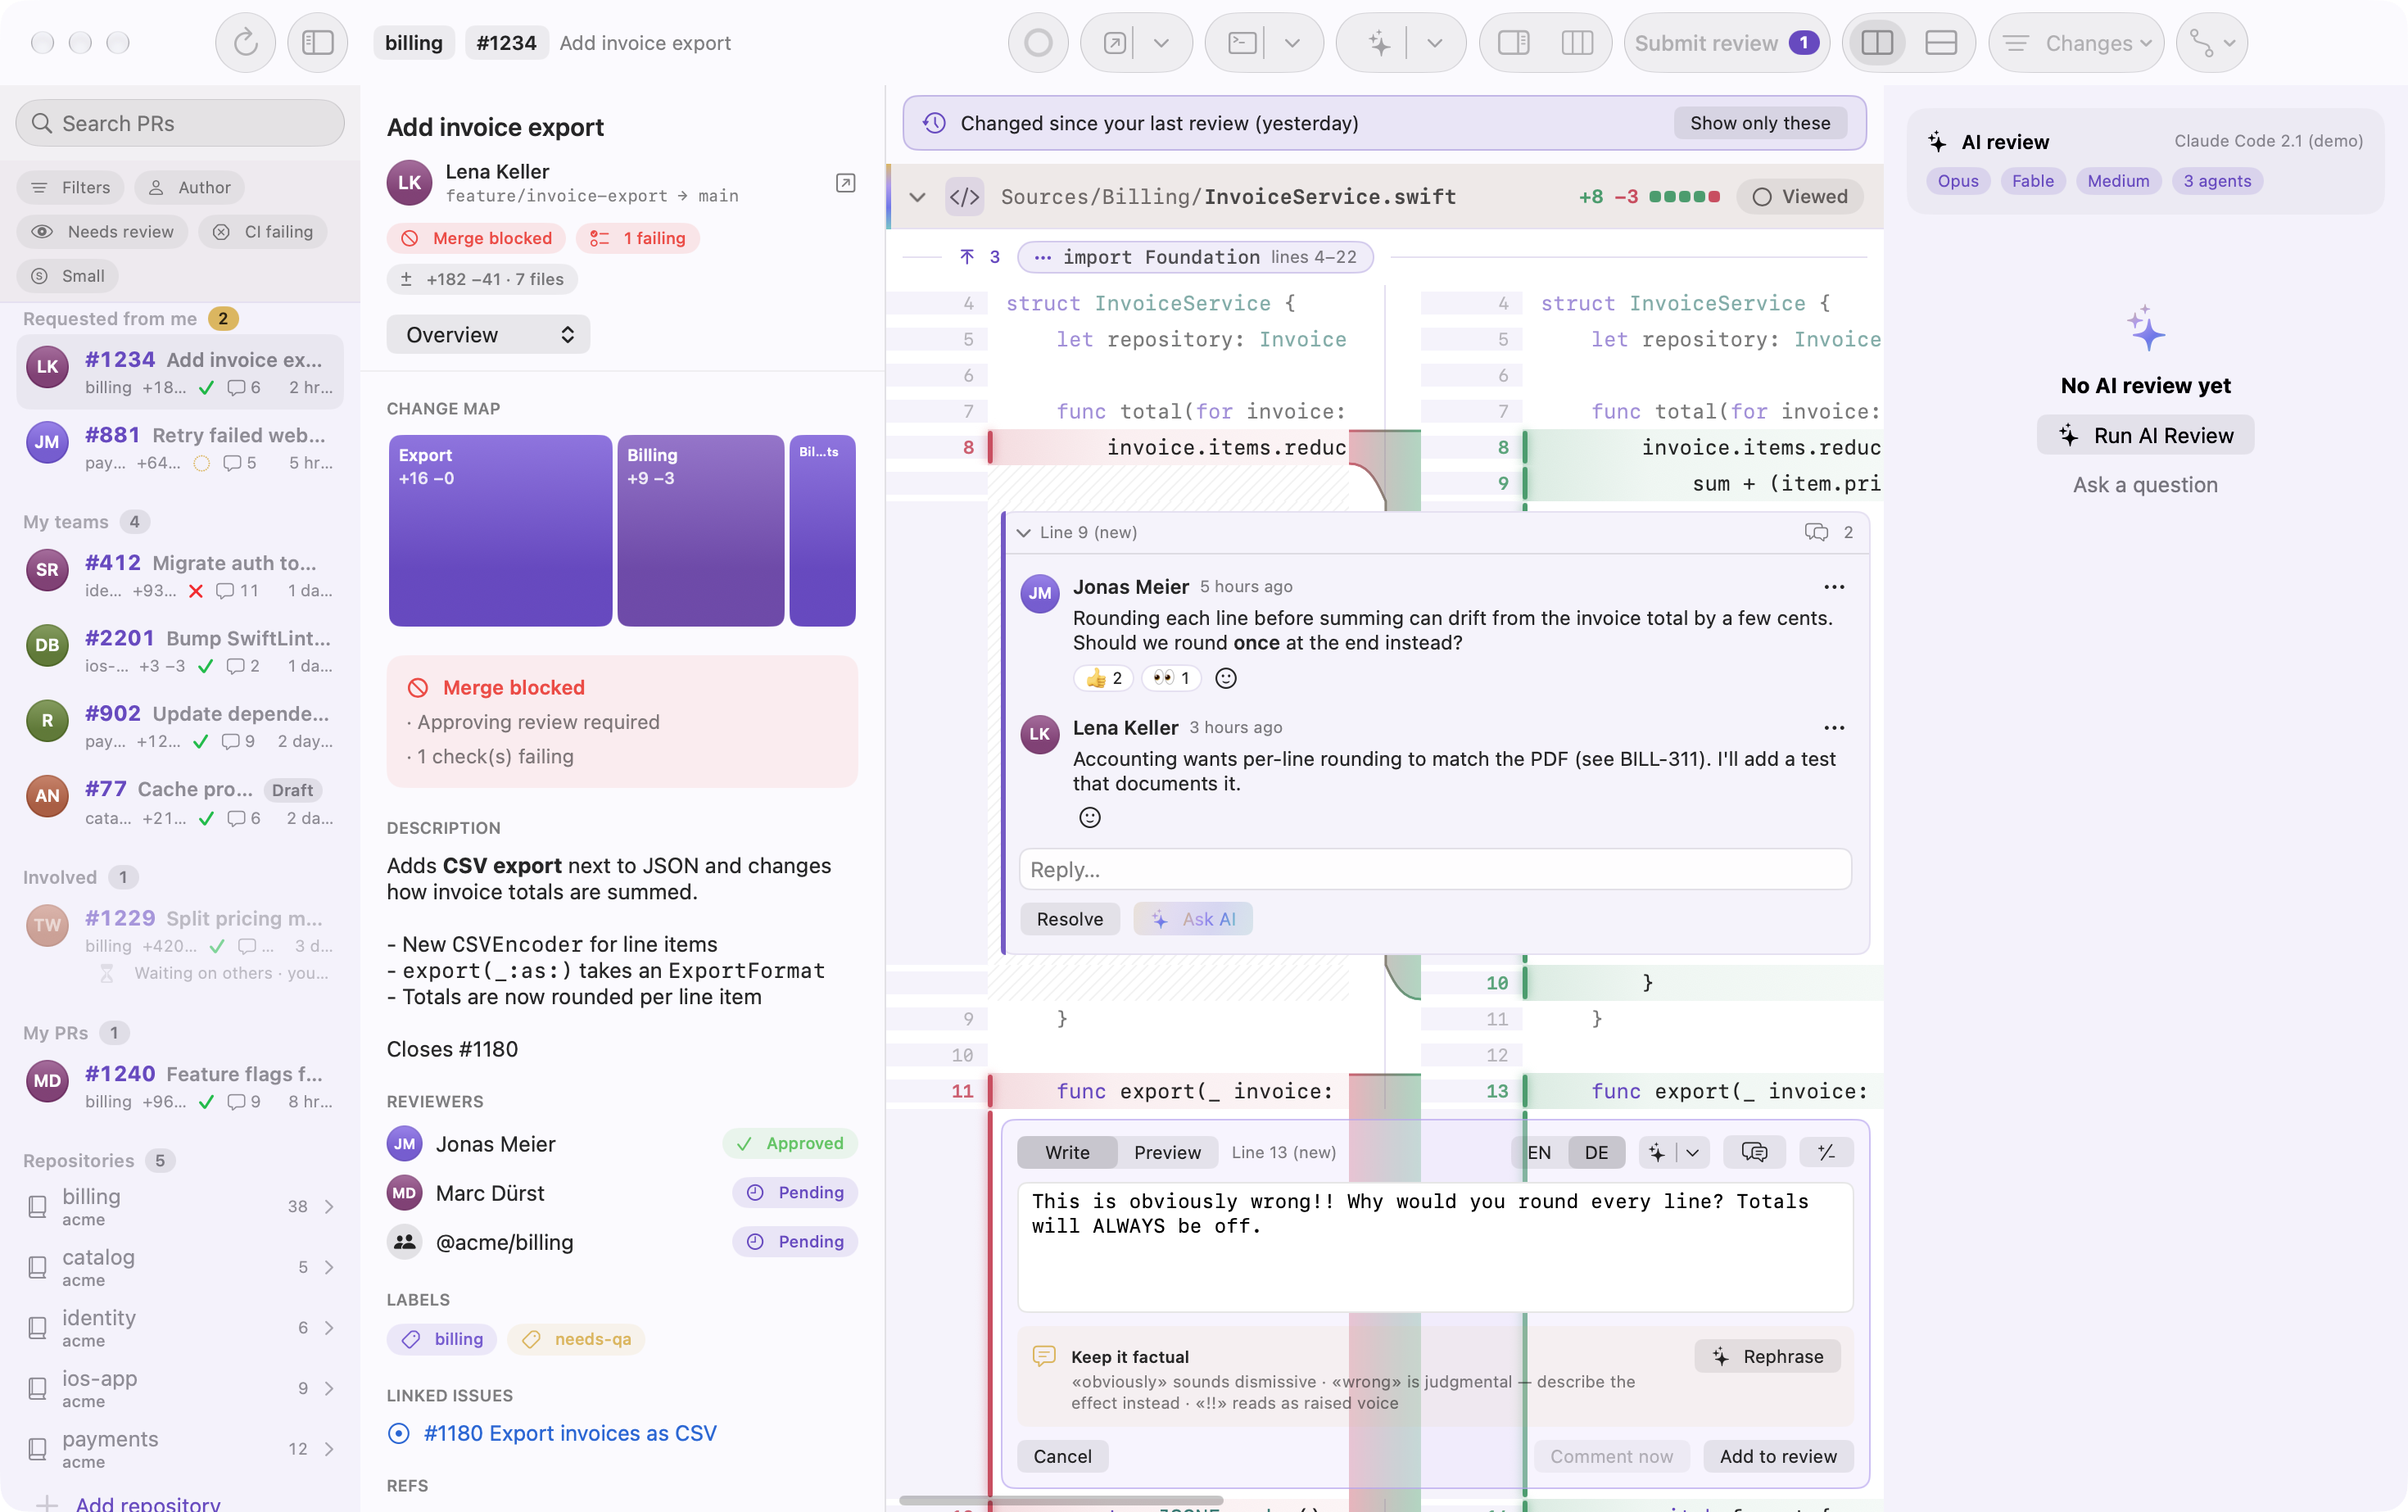 billing #1234 Add invoice export
Submit review 1
Changes
Search PRs
Filters
Author
Needs review
CI failing
Small
Requested from me 2
LK
#1234 Add invoice ex...
billing +18... 6 2 hr...
JM
#881 Retry failed web...
pay... +64... 5 5 hr...
My teams 4
SR
#412 Migrate auth to...
ide... +93... 11 1 da...
DB
#2201 Bump SwiftLint...
ios-... +3 −3 2 1 da...
R
#902 Update depende...
pay... +12... 9 2 day...
AN
#77 Cache pro... Draft
cata... +21... 6 2 da...
Involved 1
TW
#1229 Split pricing m...
billing +420... ... 3 d...
Waiting on others · you...
My PRs 1
MD
#1240 Feature flags f...
billing +96... 9 8 hr...
Repositories 5
billing
acme
38
catalog
acme
5
identity
acme
6
ios-app
acme
9
payments
acme
12
Add repository
Add invoice export
LK
Lena Keller
feature/invoice-export → main
Merge blocked
1 failing
+182 −41 · 7 files
Overview
CHANGE MAP
Export
+16 −0
Billing
+9 −3
Bil...ts
Merge blocked
· Approving review required
· 1 check(s) failing
DESCRIPTION
Adds CSV export next to JSON and changes
how invoice totals are summed.
- New CSVEncoder for line items
- export(_:as:) takes an ExportFormat
- Totals are now rounded per line item
Closes #1180
REVIEWERS
JM Jonas Meier Approved
MD Marc Dürst Pending
@acme/billing Pending
LABELS
billing
needs-qa
LINKED ISSUES
#1180 Export invoices as CSV
REFS
Changed since your last review (yesterday)
Show only these
Sources/Billing/InvoiceService.swift
+8 −3
Viewed
3
... import Foundation lines 4–22
4 struct InvoiceService { 4 struct InvoiceService {
5 let repository: Invoice 5 let repository: Invoice
6 6
7 func total(for invoice: 7 func total(for invoice:
8 invoice.items.reduc 8 invoice.items.reduc
9 sum + (item.pri
Line 9 (new)
2
JM
Jonas Meier 5 hours ago
Rounding each line before summing can drift from the invoice total by a few cents.
Should we round once at the end instead?
👍 2 👀 1
LK
Lena Keller 3 hours ago
Accounting wants per-line rounding to match the PDF (see BILL-311). I'll add a test
that documents it.
Reply...
Resolve
Ask AI
10 }
9 } 11 }
10 12
11 func export(_ invoice: 13 func export(_ invoice:
Write Preview Line 13 (new)
EN DE
This is obviously wrong!! Why would you round every line? Totals
will ALWAYS be off.
Keep it factual
«obviously» sounds dismissive · «wrong» is judgmental — describe the
effect instead · «!!» reads as raised voice
Rephrase
Cancel
Comment now
Add to review
AI review
Claude Code 2.1 (demo)
Opus
Fable
Medium
3 agents
No AI review yet
Run AI Review
Ask a question